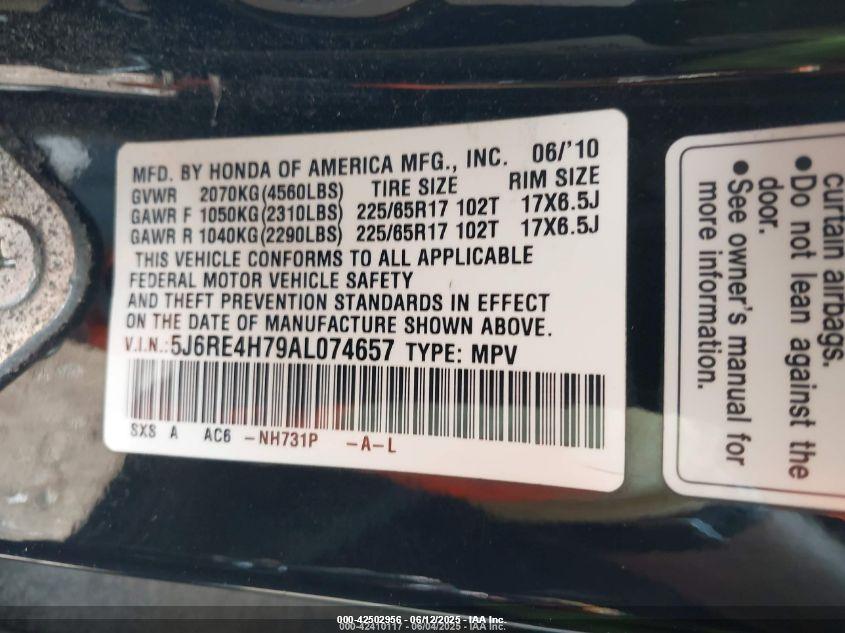 MFD. BY HONDA OF AMERICA MFG., INC. 06/'10
GVWR 2070KG(4560LBS) TIRE SIZE RIM SIZE
GAWR F 1050KG(2310LBS) 225/65R17 102T 17X6.5J
GAWR R 1040KG(2290LBS) 225/65R17 102T 17X6.5J
THIS VEHICLE CONFORMS TO ALL APPLICABLE
FEDERAL MOTOR VEHICLE SAFETY
AND THEFT PREVENTION STANDARDS IN EFFECT
ON THE DATE OF MANUFACTURE SHOWN ABOVE.
V.I.N.:5J6RE4H79AL074657 TYPE: MPV
SXS A AC6 -NH731P -A-L
curtain airbags.
•Do not lean against the
door.
•See owner's manual for
more information.
000-42502956 - 06/12/2025 - IAA Inc.
000-42410117 - 06/04/2025 - IAA Inc.